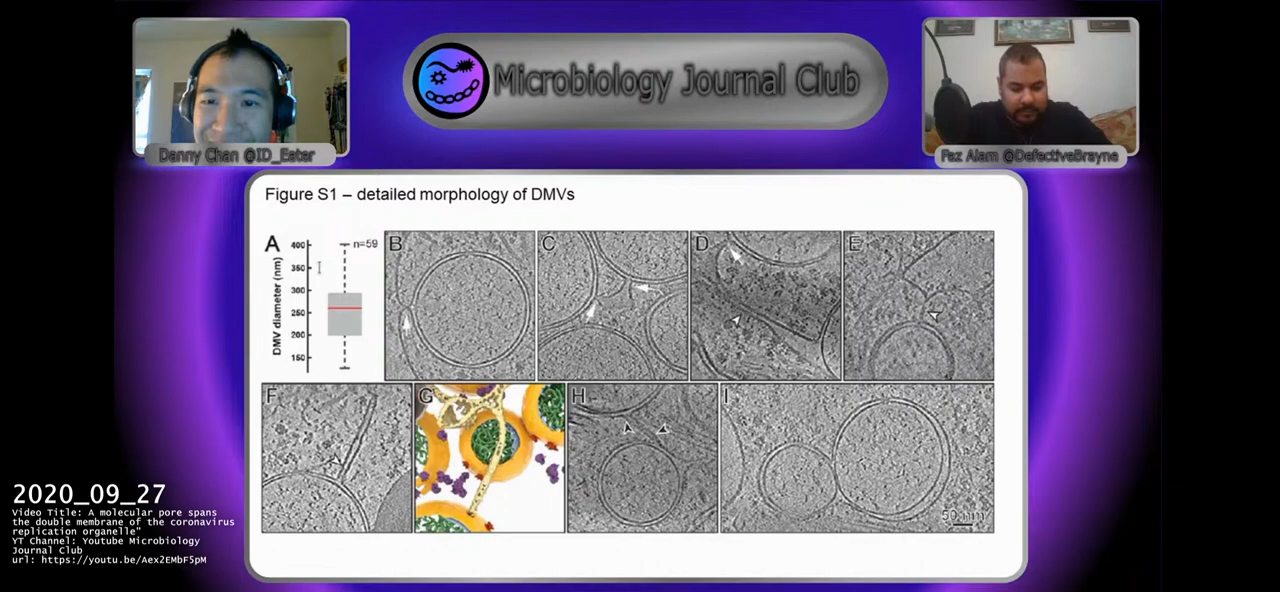 Microbiology Journal Club
Danny Chan @ID_Eater
Faz Alam @DefectiveBrayne
Figure S1 – detailed morphology of DMVs
A
400
n=59
350
300
250
200
150
DMV diameter (nm)
B
C
D
E
F
G
H
I
50 nm
2020_09_27
Video Title: A molecular pore spans
the double membrane of the coronavirus
replication organelle"
YT Channel: Youtube Microbiology
Journal Club
url: https://youtu.be/Aex2EMbF5pM